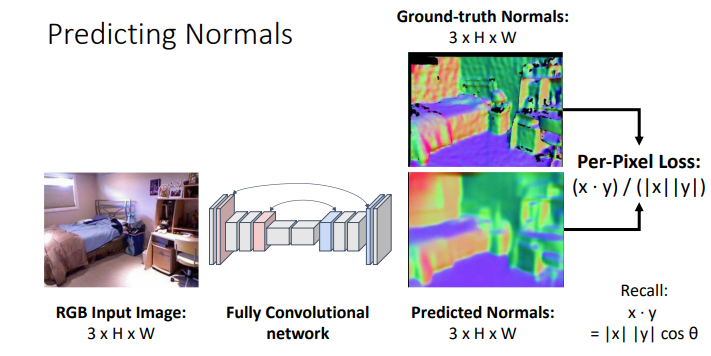 Predicting Normals
Ground-truth Normals:
3 x H x W
Per-Pixel Loss:
(x · y) / (|x||y|)
RGB Input Image:
3 x H x W
Fully Convolutional
network
Predicted Normals:
3 x H x W
Recall:
x · y
= |x| |y| cos θ